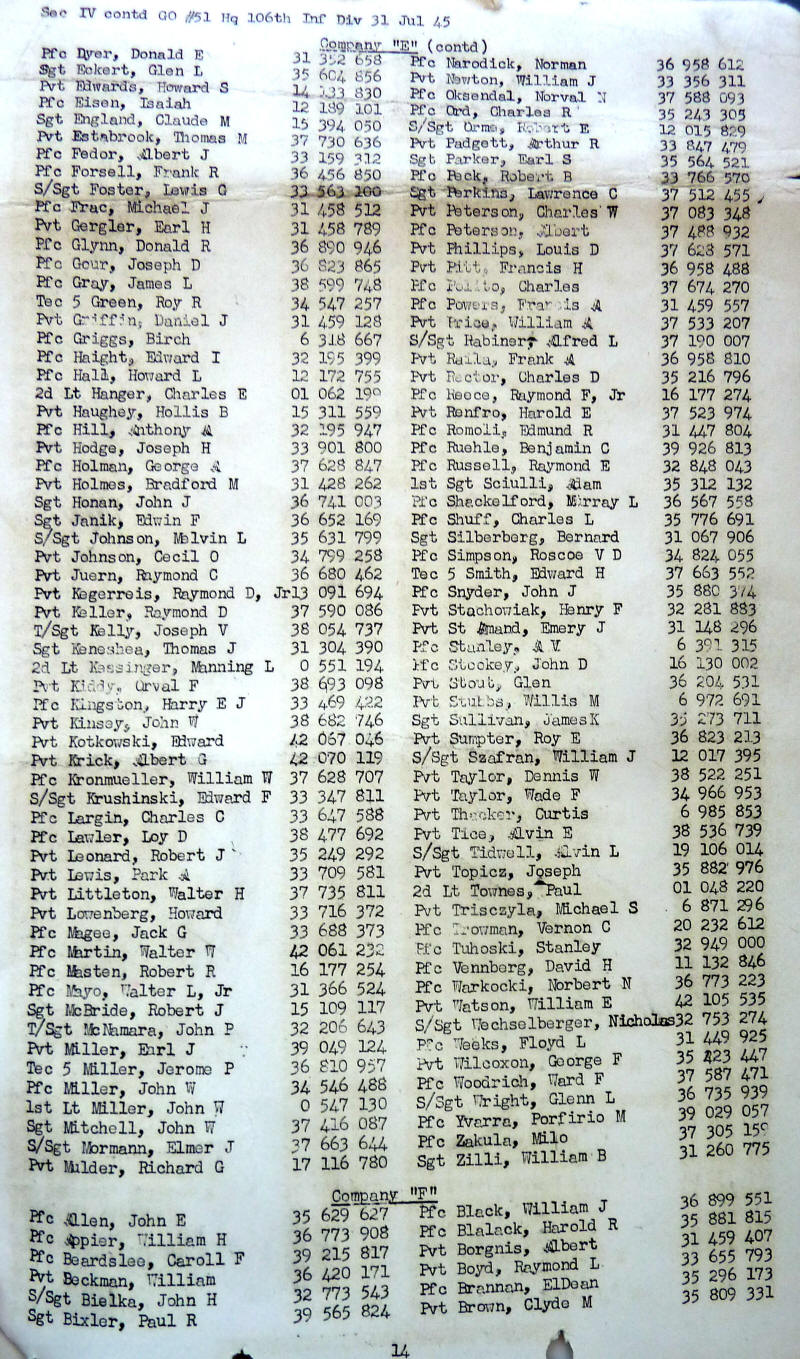 Sec IV contd GO #51 Hq 106th Inf Div 31 Jul 45
Company "E" (contd)
Pfc Dyer, Donald E 31 352 658
Sgt Eckert, Glen L 35 604 856
Pvt Edwards, Howard S 14 830
Pfc Eisen, Isaiah 12 189 101
Sgt England, Claude M 15 394 050
Pvt Estabrook, Thomas M 37 730 636
Pfc Fedor, Albert J 33 159 312
Pfc Forsell, Frank R 36 456 850
S/Sgt Foster, Lewis G 33 563 100
Pfc Frac, Michael J 31 458 512
Pvt Gergler, Earl H 31 458 789
Pfc Glynn, Donald R 36 890 946
Pfc Gour, Joseph D 36 823 865
Pfc Gray, James L 38 599 748
Tec 5 Green, Roy R 34 547 257
Pvt Griffin, Daniel J 31 459 128
Pfc Griggs, Birch 6 318 667
Pfc Haight, Edward I 32 195 399
Pfc Hall, Howard L 12 172 755
2d Lt Hanger, Charles E 01 062
Pvt Haughey, Hollis B 15 311 559
Pfc Hill, Anthony A 32 195 947
Pvt Hodge, Joseph H 33 901 800
Pfc Holman, George A 37 628 847
Pvt Holmes, Bradford M 31 428 262
Sgt Honan, John J 36 741 003
Sgt Janik, Edwin F 36 652 169
S/Sgt Johnson, Melvin L 35 631 799
Pvt Johnson, Cecil O 34 799 258
Pvt Juern, Raymond C 36 680 462
Pvt Kegerreis, Raymond D, Jr 13 091 694
Pvt Keller, Raymond D 37 590 086
T/Sgt Kelly, Joseph V 38 054 737
Sgt Keneshea, Thomas J 31 304 390
2d Lt Kessinger, Manning L 0 551 194
Pvt Kiddy, Orval F 38 693 098
Pfc Kingston, Harry E J 33 469 422
Pvt Kinsey, John W 38 682 746
Pvt Kotkowski, Edward 42 067 046
Pvt Krick, Albert G 42 070 119
Pfc Kronmueller, William W 37 628 707
S/Sgt Krushinski, Edward F 33 347 811
Pfc Largin, Charles C 33 647 588
Pfc Lawler, Loy D 38 477 692
Pvt Leonard, Robert J 35 249 292
Pvt Lewis, Park A 33 709 581
Pvt Littleton, Walter H 37 735 811
Pvt Lowenberg, Howard 33 716 372
Pfc Magee, Jack G 33 688 373
Pfc Martin, Walter W 42 061 232
Pfc Masten, Robert R 16 177 254
Pfc Mayo, Walter L, Jr 31 366 524
Sgt McBride, Robert J 15 109 117
T/Sgt McNamara, John P 32 206 643
Pvt Miller, Earl J 39 049 124
Tec 5 Miller, Jerome P 36 810 957
Pfc Miller, John W 34 546 488
1st Lt Miller, John W 0 547 130
Sgt Mitchell, John W 37 416 087
S/Sgt Mormann, Elmer J 37 663 644
Pvt Mulder, Richard G 17 116 780
Pfc Narodick, Norman 36 958 612
Pvt Newton, William J 33 356 311
Pfc Oksendal, Norval N 37 588 093
Pfc Ord, Charles R 35 243 305
S/Sgt Orme, Robert E 12 015 829
Pvt Padgett, Arthur R 33 847 479
Sgt Parker, Earl S 35 564 521
Pfc Peck, Robert B 33 766 570
Sgt Perkins, Lawrence C 37 512 455
Pvt Peterson, Charles W 37 083 348
Pfc Peterson, Albert 37 488 932
Pvt Phillips, Louis D 37 628 571
Pvt Pitt, Francis H 36 958 488
Pfc Charles 37 674 270
Pfc Powers, Francis A 31 459 557
Pvt Price, William A 37 533 207
S/Sgt Rabiner, Alfred L 37 190 007
Pvt Raila, Frank A 36 958 810
Pvt Rector, Charles D 35 216 796
Pfc Reece, Raymond F, Jr 16 177 274
Pvt Renfro, Harold E 37 523 974
Pfc Romoli, Edmund R 31 447 804
Pfc Ruehle, Benjamin C 39 926 813
Pfc Russell, Raymond E 32 848 043
1st Sgt Sciulli, Adam 35 312 132
Pfc Shackelford, Murray L 36 567 558
Pfc Shuff, Charles L 35 776 691
Sgt Silberberg, Bernard 31 067 906
Pfc Simpson, Roscoe V D 34 824 055
Tec 5 Smith, Edward H 37 663 552
Pfc Snyder, John J 35 880 374
Pvt Stachowiak, Henry F 32 281 883
Pvt St Amand, Emery J 31 148 296
Pfc Stanley, A V 6 391 315
Pfc Stockey, John D 16 130 002
Pvt Stout, Glen 36 204 531
Pvt Stubbs, Willis M 6 972 691
Sgt Sullivan, James K 35 273 711
Pvt Sumpter, Roy E 36 823 213
S/Sgt Szafran, William J 12 017 395
Pvt Taylor, Dennis W 38 522 251
Pvt Taylor, Wade F 34 966 953
Pvt Thacker, Curtis 6 985 853
Pvt Tice, Alvin E 38 536 739
S/Sgt Tidwell, Alvin L 19 106 014
Pvt Topicz, Joseph 35 882 976
2d Lt Townes, Paul 01 048 220
Pvt Trisczyla, Michael S 6 871 296
Pfc Trowman, Vernon C 20 232 612
Pfc Tuhoski, Stanley 32 949 000
Pfc Vennberg, David H 11 132 846
Pfc Warkocki, Norbert N 36 773 223
Pvt Watson, William E 42 105 535
S/Sgt Wechselberger, Nicholas 32 753 274
Pfc Weeks, Floyd L 31 449 925
Pvt Wilcoxon, George F 35 423 447
Pfc Woodrich, Ward F 37 587 471
S/Sgt Wright, Glenn L 36 735 939
Pfc Yvarra, Porfirio M 39 029 057
Pfc Zakula, Milo 37 305
Sgt Zilli, William B 31 260 775
Company "F"
Pfc Allen, John E 35 629 627
Pfc Appier, William H 36 773 908
Pfc Beardslee, Caroll F 39 215 817
Pvt Beckman, William 36 420 171
S/Sgt Bielka, John H 32 773 543
Sgt Bixler, Paul R 39 565 824
Pfc Black, William J 36 899 551
Pfc Blalack, Harold R 35 881 815
Pvt Borgnis, Albert 31 459 407
Pvt Boyd, Raymond L 33 655 793
Pfc Brannan, ElDean 35 296 173
Pvt Brown, Clyde M 35 809 331
14